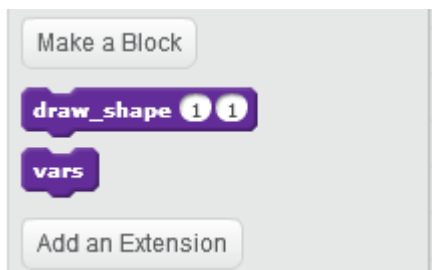 Make a Block
draw_shape 1 1
vars
Add an Extension